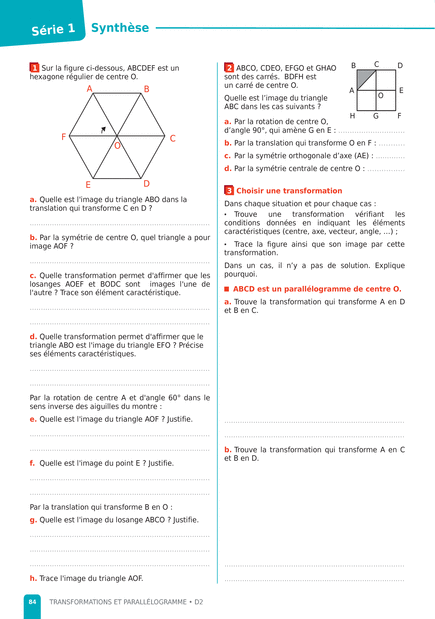 Série 1
Synthèse
1 Sur la figure ci-dessous, ABCDEF est un
hexagone régulier de centre O.
A
B
F
O
C
E
D
a. Quelle est l'image du triangle ABO dans la
translation qui transforme C en D ?
b. Par la symétrie de centre O, quel triangle a pour
image AOF ?
c. Quelle transformation permet d'affirmer que les
losanges AOEF et BODC sont images l'une de
l'autre ? Trace son élément caractéristique.
d. Quelle transformation permet d'affirmer que le
triangle ABO est l'image du triangle EFO ? Précise
ses éléments caractéristiques.
Par la rotation de centre A et d'angle 60° dans le
sens inverse des aiguilles du montre :
e. Quelle est l'image du triangle AOF ? Justifie.
f. Quelle est l'image du point E ? Justifie.
Par la translation qui transforme B en O :
g. Quelle est l'image du losange ABCO ? Justifie.
h. Trace l'image du triangle AOF.
2 ABCO, CDEO, EFGO et GHAO
sont des carrés. BDFH est
un carré de centre O.
Quelle est l'image du triangle
ABC dans les cas suivants ?
B
C
D
A
O
E
H
G
F
a. Par la rotation de centre O,
d'angle 90°, qui amène G en E :
b. Par la translation qui transforme O en F :
c. Par la symétrie orthogonale d'axe (AE) :
d. Par la symétrie centrale de centre O :
3 Choisir une transformation
Dans chaque situation et pour chaque cas :
• Trouve une transformation vérifiant les
conditions données en indiquant les éléments
caractéristiques (centre, axe, vecteur, angle, ...) ;
• Trace la figure ainsi que son image par cette
transformation.
Dans un cas, il n'y a pas de solution. Explique
pourquoi.
■ ABCD est un parallélogramme de centre O.
a. Trouve la transformation qui transforme A en D
et B en C.
b. Trouve la transformation qui transforme A en C
et B en D.
84 TRANSFORMATIONS ET PARALLÉLOGRAMME • D2